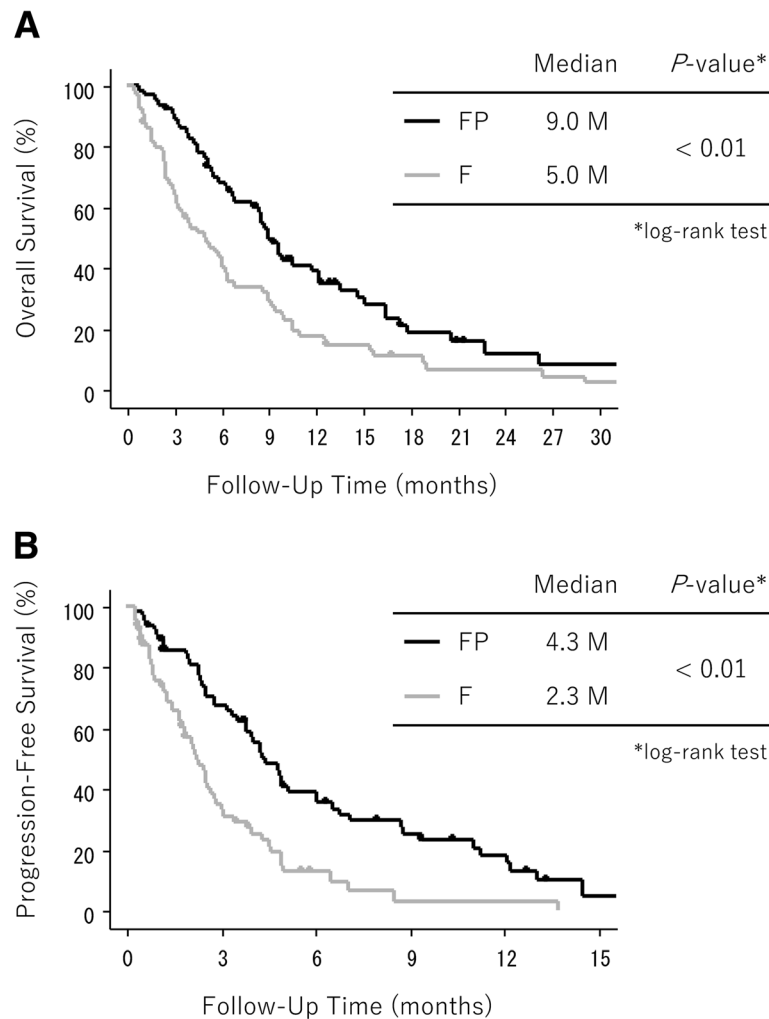 A
Median P-value*
FP 9.0 M
F 5.0 M
< 0.01
*log-rank test
Overall Survival (%)
100
80
60
40
20
0
0 3 6 9 12 15 18 21 24 27 30
Follow-Up Time (months)
B
Median P-value*
FP 4.3 M
F 2.3 M
< 0.01
*log-rank test
Progression-Free Survival (%)
100
80
60
40
20
0
0 3 6 9 12 15
Follow-Up Time (months)